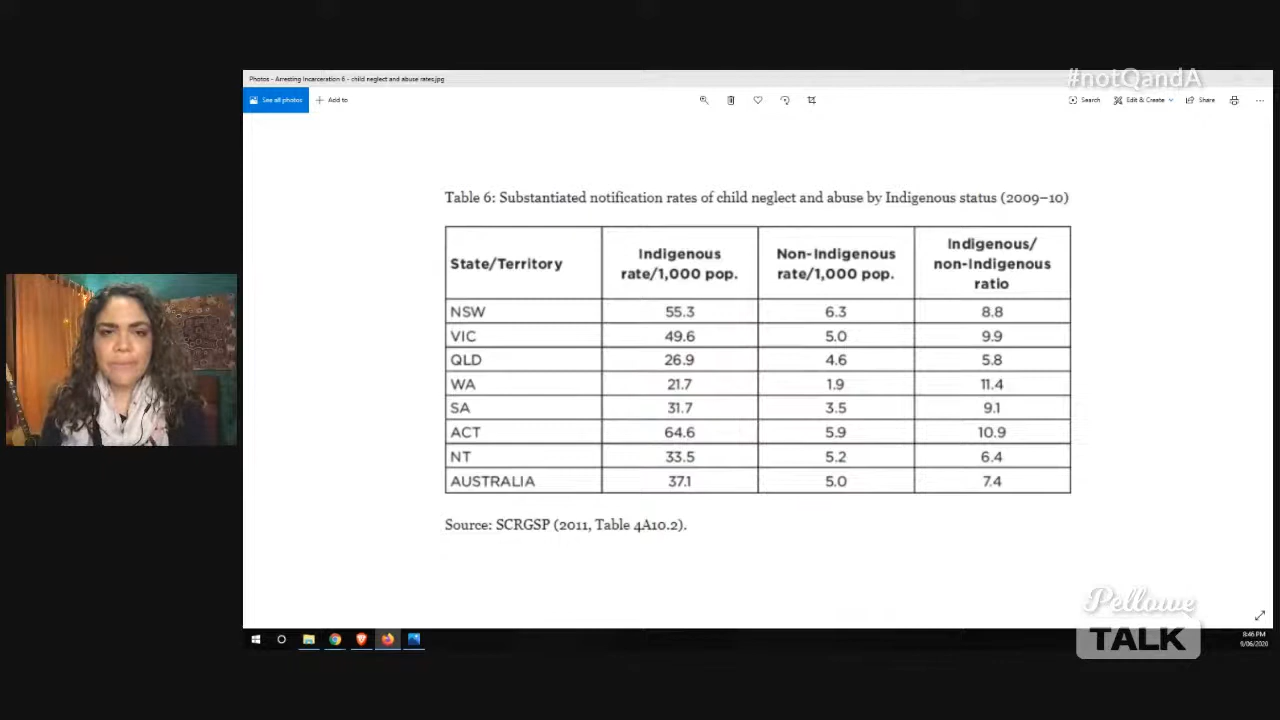 #notQandA
Photos - Arresting Incarceration 6 - child neglect and abuse rates.jpg
See all photos + Add to Search Edit & Create Share
Table 6: Substantiated notification rates of child neglect and abuse by Indigenous status (2009–10)
State/Territory Indigenous rate/1,000 pop. Non-Indigenous rate/1,000 pop. Indigenous/ non-Indigenous ratio
NSW 55.3 6.3 8.8
VIC 49.6 5.0 9.9
QLD 26.9 4.6 5.8
WA 21.7 1.9 11.4
SA 31.7 3.5 9.1
ACT 64.6 5.9 10.9
NT 33.5 5.2 6.4
AUSTRALIA 37.1 5.0 7.4
Source: SCRGSP (2011, Table 4A10.2).
Pellowe
TALK
8:46 PM
9/06/2020